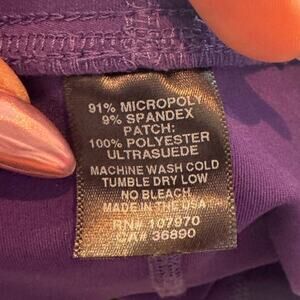 91% MICROPOLY
9% SPANDEX
PATCH:
100% POLYESTER
ULTRASUEDE
MACHINE WASH COLD
TUMBLE DRY LOW
NO BLEACH
MADE IN THE USA
RN# 107970
CA# 36890